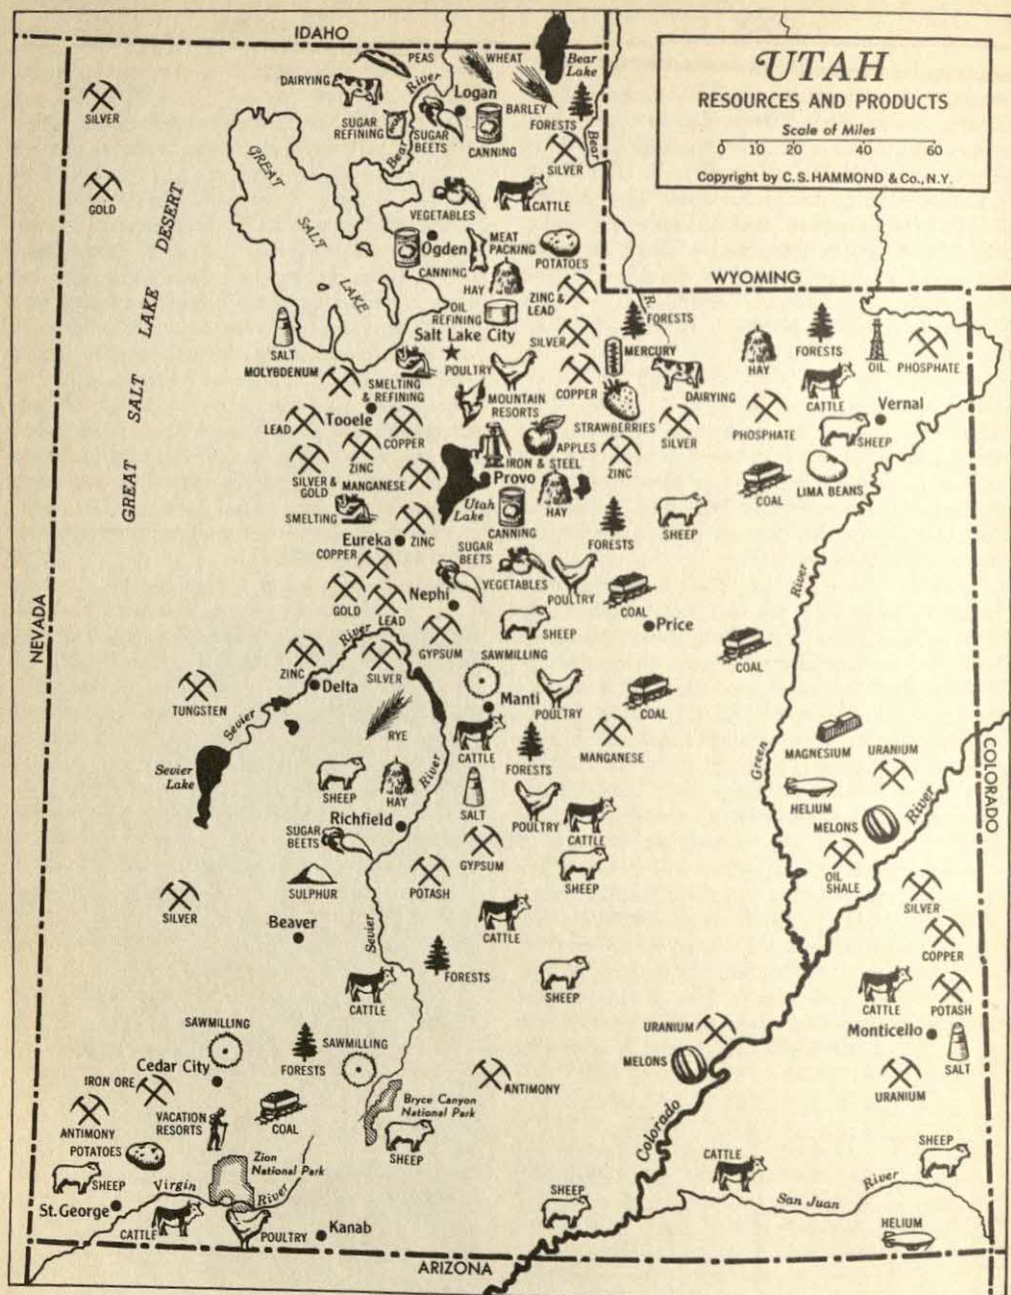 IDAHO
UTAH
RESOURCES AND PRODUCTS
Scale of Miles
0 10 20 40 60
Copyright by C. S. HAMMOND & Co., N.Y.
PEAS
WHEAT
Bear
Lake
DAIRYING
River
Logan
BARLEY
FORESTS
SILVER
SUGAR
REFINING
SUGAR
BEETS
CANNING
Bear
Bear
SILVER
GREAT
SALT
LAKE
GOLD
GREAT SALT LAKE DESERT
VEGETABLES
CATTLE
Ogden
MEAT
PACKING
POTATOES
CANNING
HAY
WYOMING
OIL
REFINING
ZINC &
LEAD
R.
FORESTS
SALT
Salt Lake City
SILVER
MERCURY
HAY
FORESTS
OIL
PHOSPHATE
MOLYBDENUM
SMELTING
& REFINING
POULTRY
MOUNTAIN
RESORTS
COPPER
DAIRYING
CATTLE
Vernal
LEAD
Tooele
COPPER
STRAWBERRIES
SILVER
PHOSPHATE
SHEEP
ZINC
APPLES
IRON & STEEL
ZINC
SILVER &
GOLD
MANGANESE
Provo
COAL
LIMA BEANS
Utah
Lake
HAY
SMELTING
CANNING
FORESTS
SHEEP
Eureka
ZINC
COPPER
SUGAR
BEETS
VEGETABLES
POULTRY
GOLD
LEAD
Nephi
COAL
Price
River
NEVADA
River
GYPSUM
SHEEP
ZINC
SILVER
SAWMILLING
COAL
Delta
TUNGSTEN
Manti
POULTRY
COAL
Sevier
RYE
CATTLE
FORESTS
MANGANESE
Green
MAGNESIUM
URANIUM
COLORADO
Sevier
Lake
SHEEP
HAY
River
SALT
POULTRY
CATTLE
HELIUM
MELONS
River
Richfield
SUGAR
BEETS
GYPSUM
SHEEP
OIL
SHALE
SULPHUR
POTASH
SILVER
SILVER
Beaver
Sevier
CATTLE
COPPER
FORESTS
CATTLE
SHEEP
CATTLE
POTASH
SAWMILLING
FORESTS
SAWMILLING
URANIUM
Monticello
SALT
MELONS
Cedar City
IRON ORE
ANTIMONY
URANIUM
Bryce Canyon
National Park
ANTIMONY
VACATION
RESORTS
COAL
SHEEP
Colorado
POTATOES
Zion
National Park
SHEEP
CATTLE
SHEEP
Virgin
River
San Juan
River
St. George
SHEEP
CATTLE
POULTRY
Kanab
HELIUM
ARIZONA